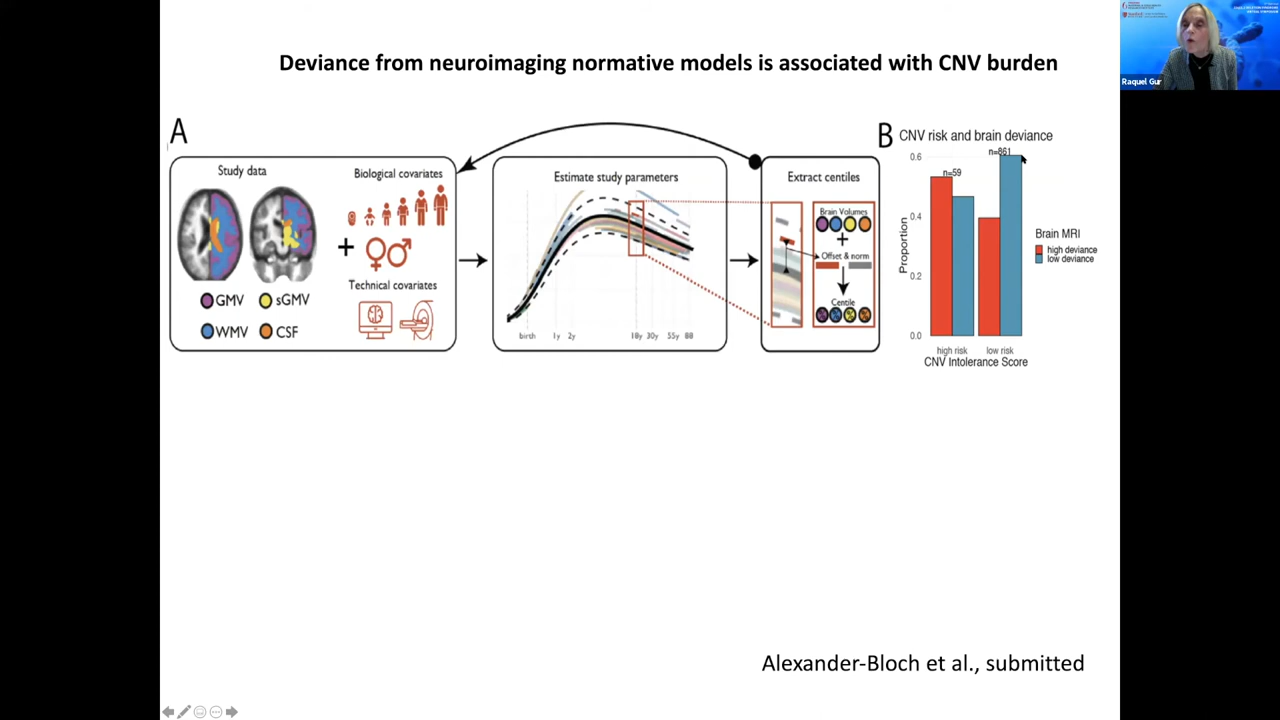 Deviance from neuroimaging normative models is associated with CNV burden
Raquel Gur
A
Study data
Biological covariates
+
Technical covariates
GMV
sGMV
WMV
CSF
Estimate study parameters
birth 1y 2y 18y 30y 55y 88
Extract centiles
Brain Volumes
+
Offset & norm
Centile
B
CNV risk and brain deviance
n=861
n=59
0.6
0.4
0.2
0.0
Proportion
high risk low risk
CNV Intolerance Score
Brain MRI
high deviance
low deviance
Alexander-Bloch et al., submitted